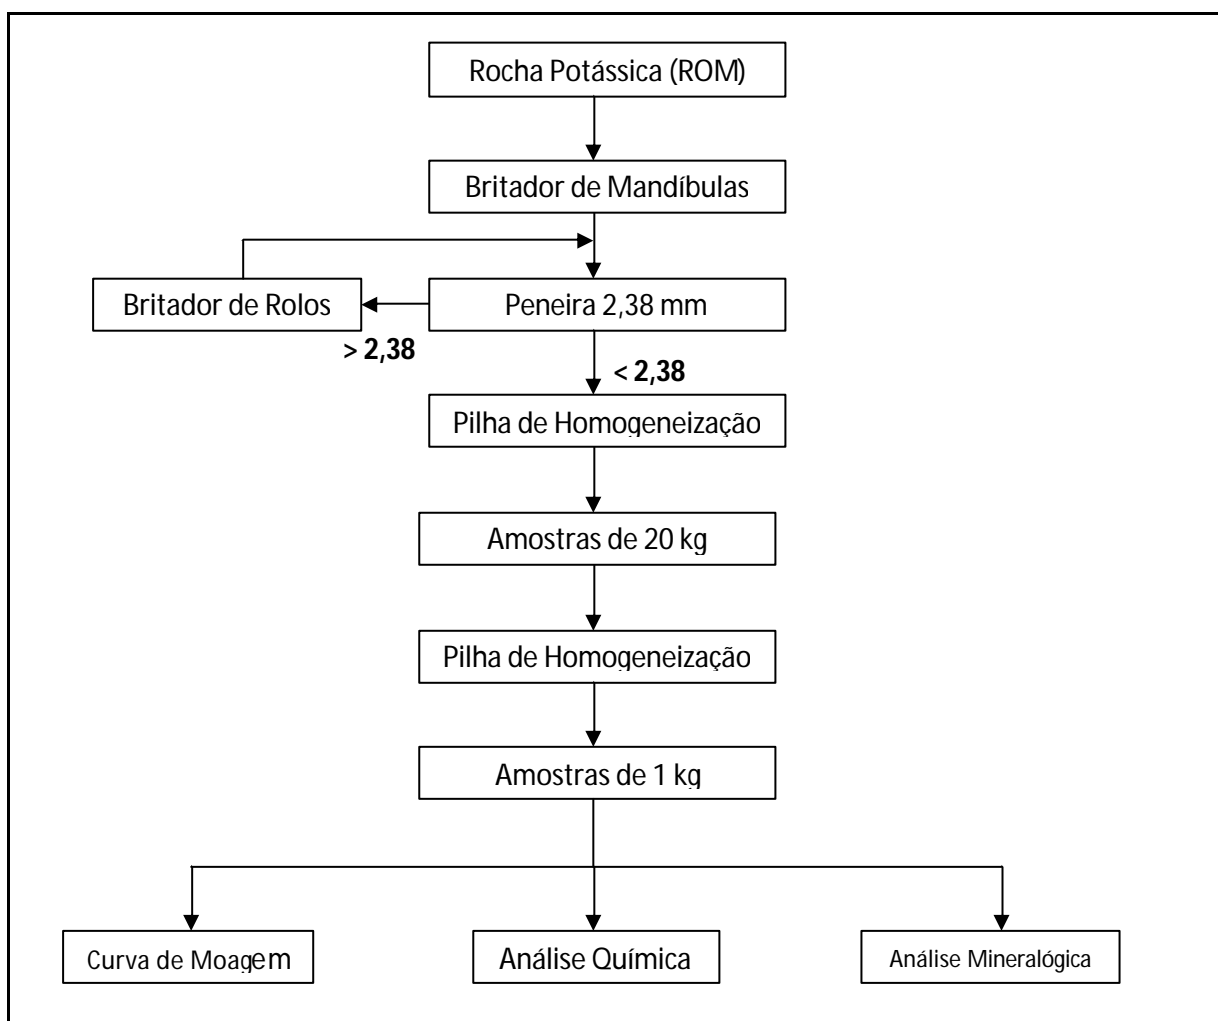 Rocha Potássica (ROM)
Britador de Mandíbulas
Britador de Rolos
Peneira 2,38 mm
> 2,38
< 2,38
Pilha de Homogeneização
Amostras de 20 kg
Pilha de Homogeneização
Amostras de 1 kg
Curva de Moagem
Análise Química
Análise Mineralógica